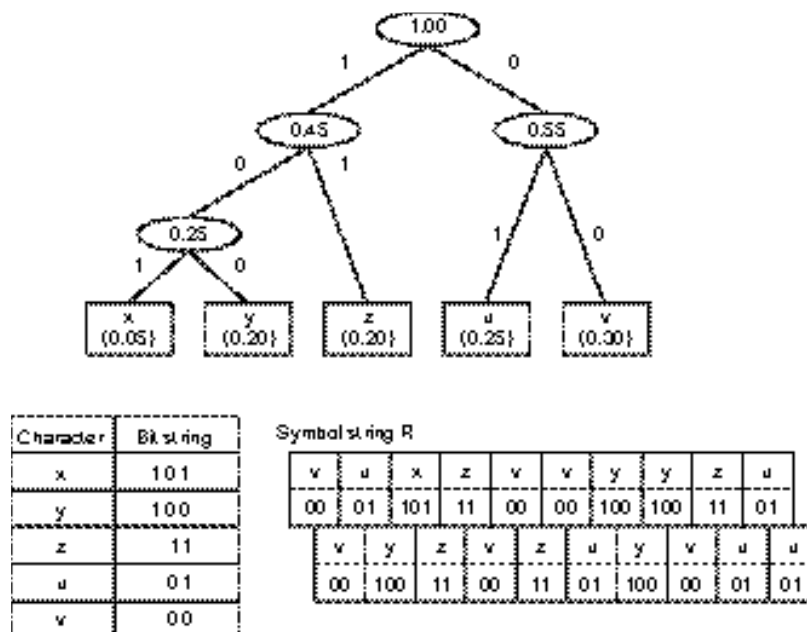 1.00
1 0
0.45 0.55
0 1
0.25 1 0
1 0
x y z u v
(0.05) (0.20) (0.20) (0.25) (0.30)
Character Bit string
x 101
y 100
z 11
u 01
v 00
Symbol string R
v u x z v v y y z u
00 01 101 11 00 00 100 100 11 01
v y z v z u y v u u
00 100 11 00 11 01 100 00 01 01